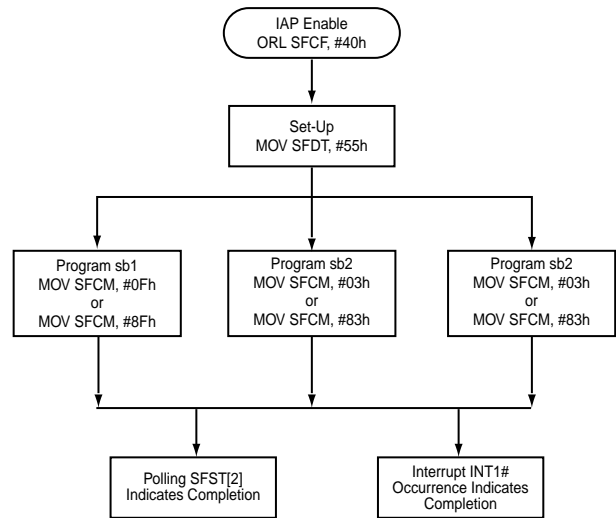 IAP Enable
ORL SFCF, #40h
Set-Up
MOV SFDT, #55h
Program sb1
MOV SFCM, #0Fh
or
MOV SFCM, #8Fh
Program sb2
MOV SFCM, #03h
or
MOV SFCM, #83h
Program sb2
MOV SFCM, #03h
or
MOV SFCM, #83h
Polling SFST[2]
Indicates Completion
Interrupt INT1#
Occurrence Indicates
Completion